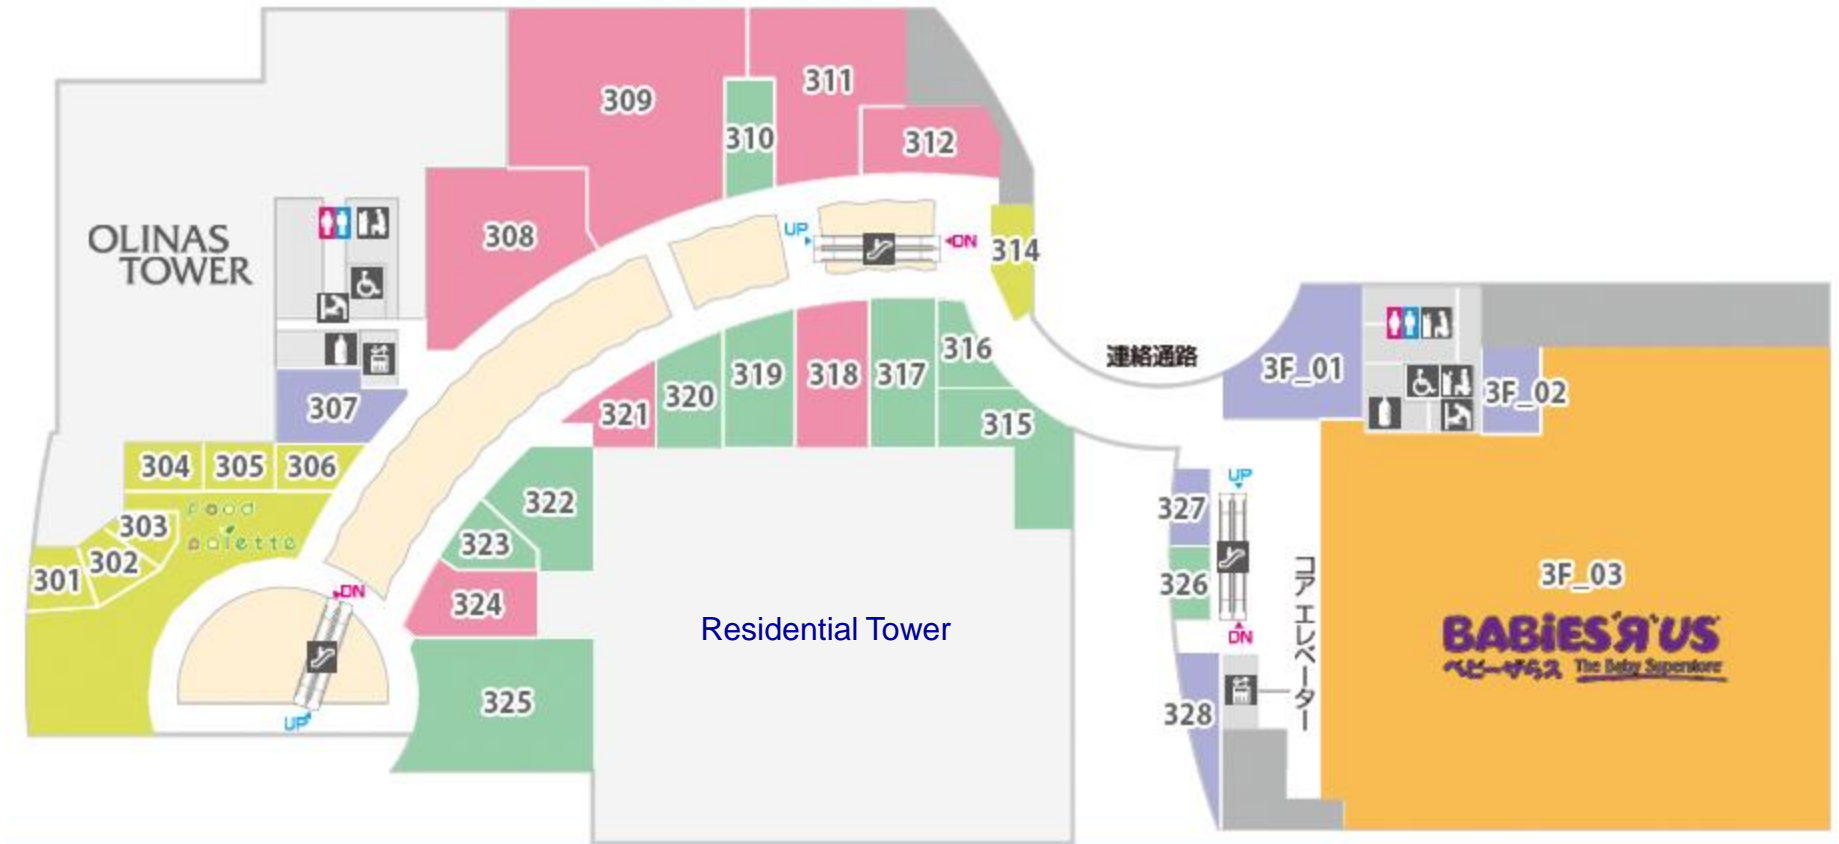 309
311
310
312
OLINAS
TOWER
308
UP
DN
314
307
321
320
319
318
317
316
315
連絡通路
3F_01
3F_02
304
305
306
food
palette
303
302
301
322
323
324
325
DN
UP
Residential Tower
327
326
328
UP
DN
コア エレベーター
3F_03
BABIES"R"US
ベビーザらス The Baby Superstore